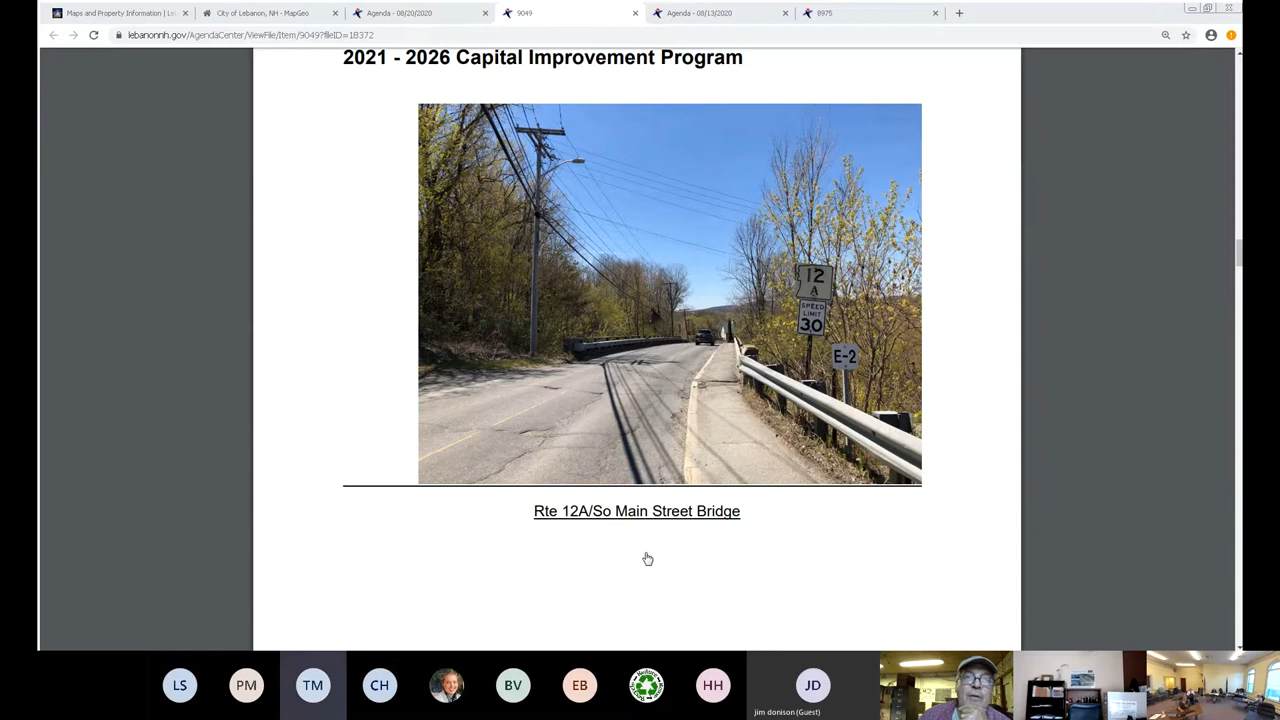 Maps and Property Information | Le
City of Lebanon, NH - MapGeo
Agenda - 08/20/2020
9049
Agenda - 08/13/2020
8975
lebanonnh.gov/AgendaCenter/ViewFile/Item/9049?fileID=18372
2021 - 2026 Capital Improvement Program
12
A
SPEED
LIMIT
30
E-2
Rte 12A/So Main Street Bridge
LS
PM
TM
CH
BV
EB
HH
JD
jim donison (Guest)